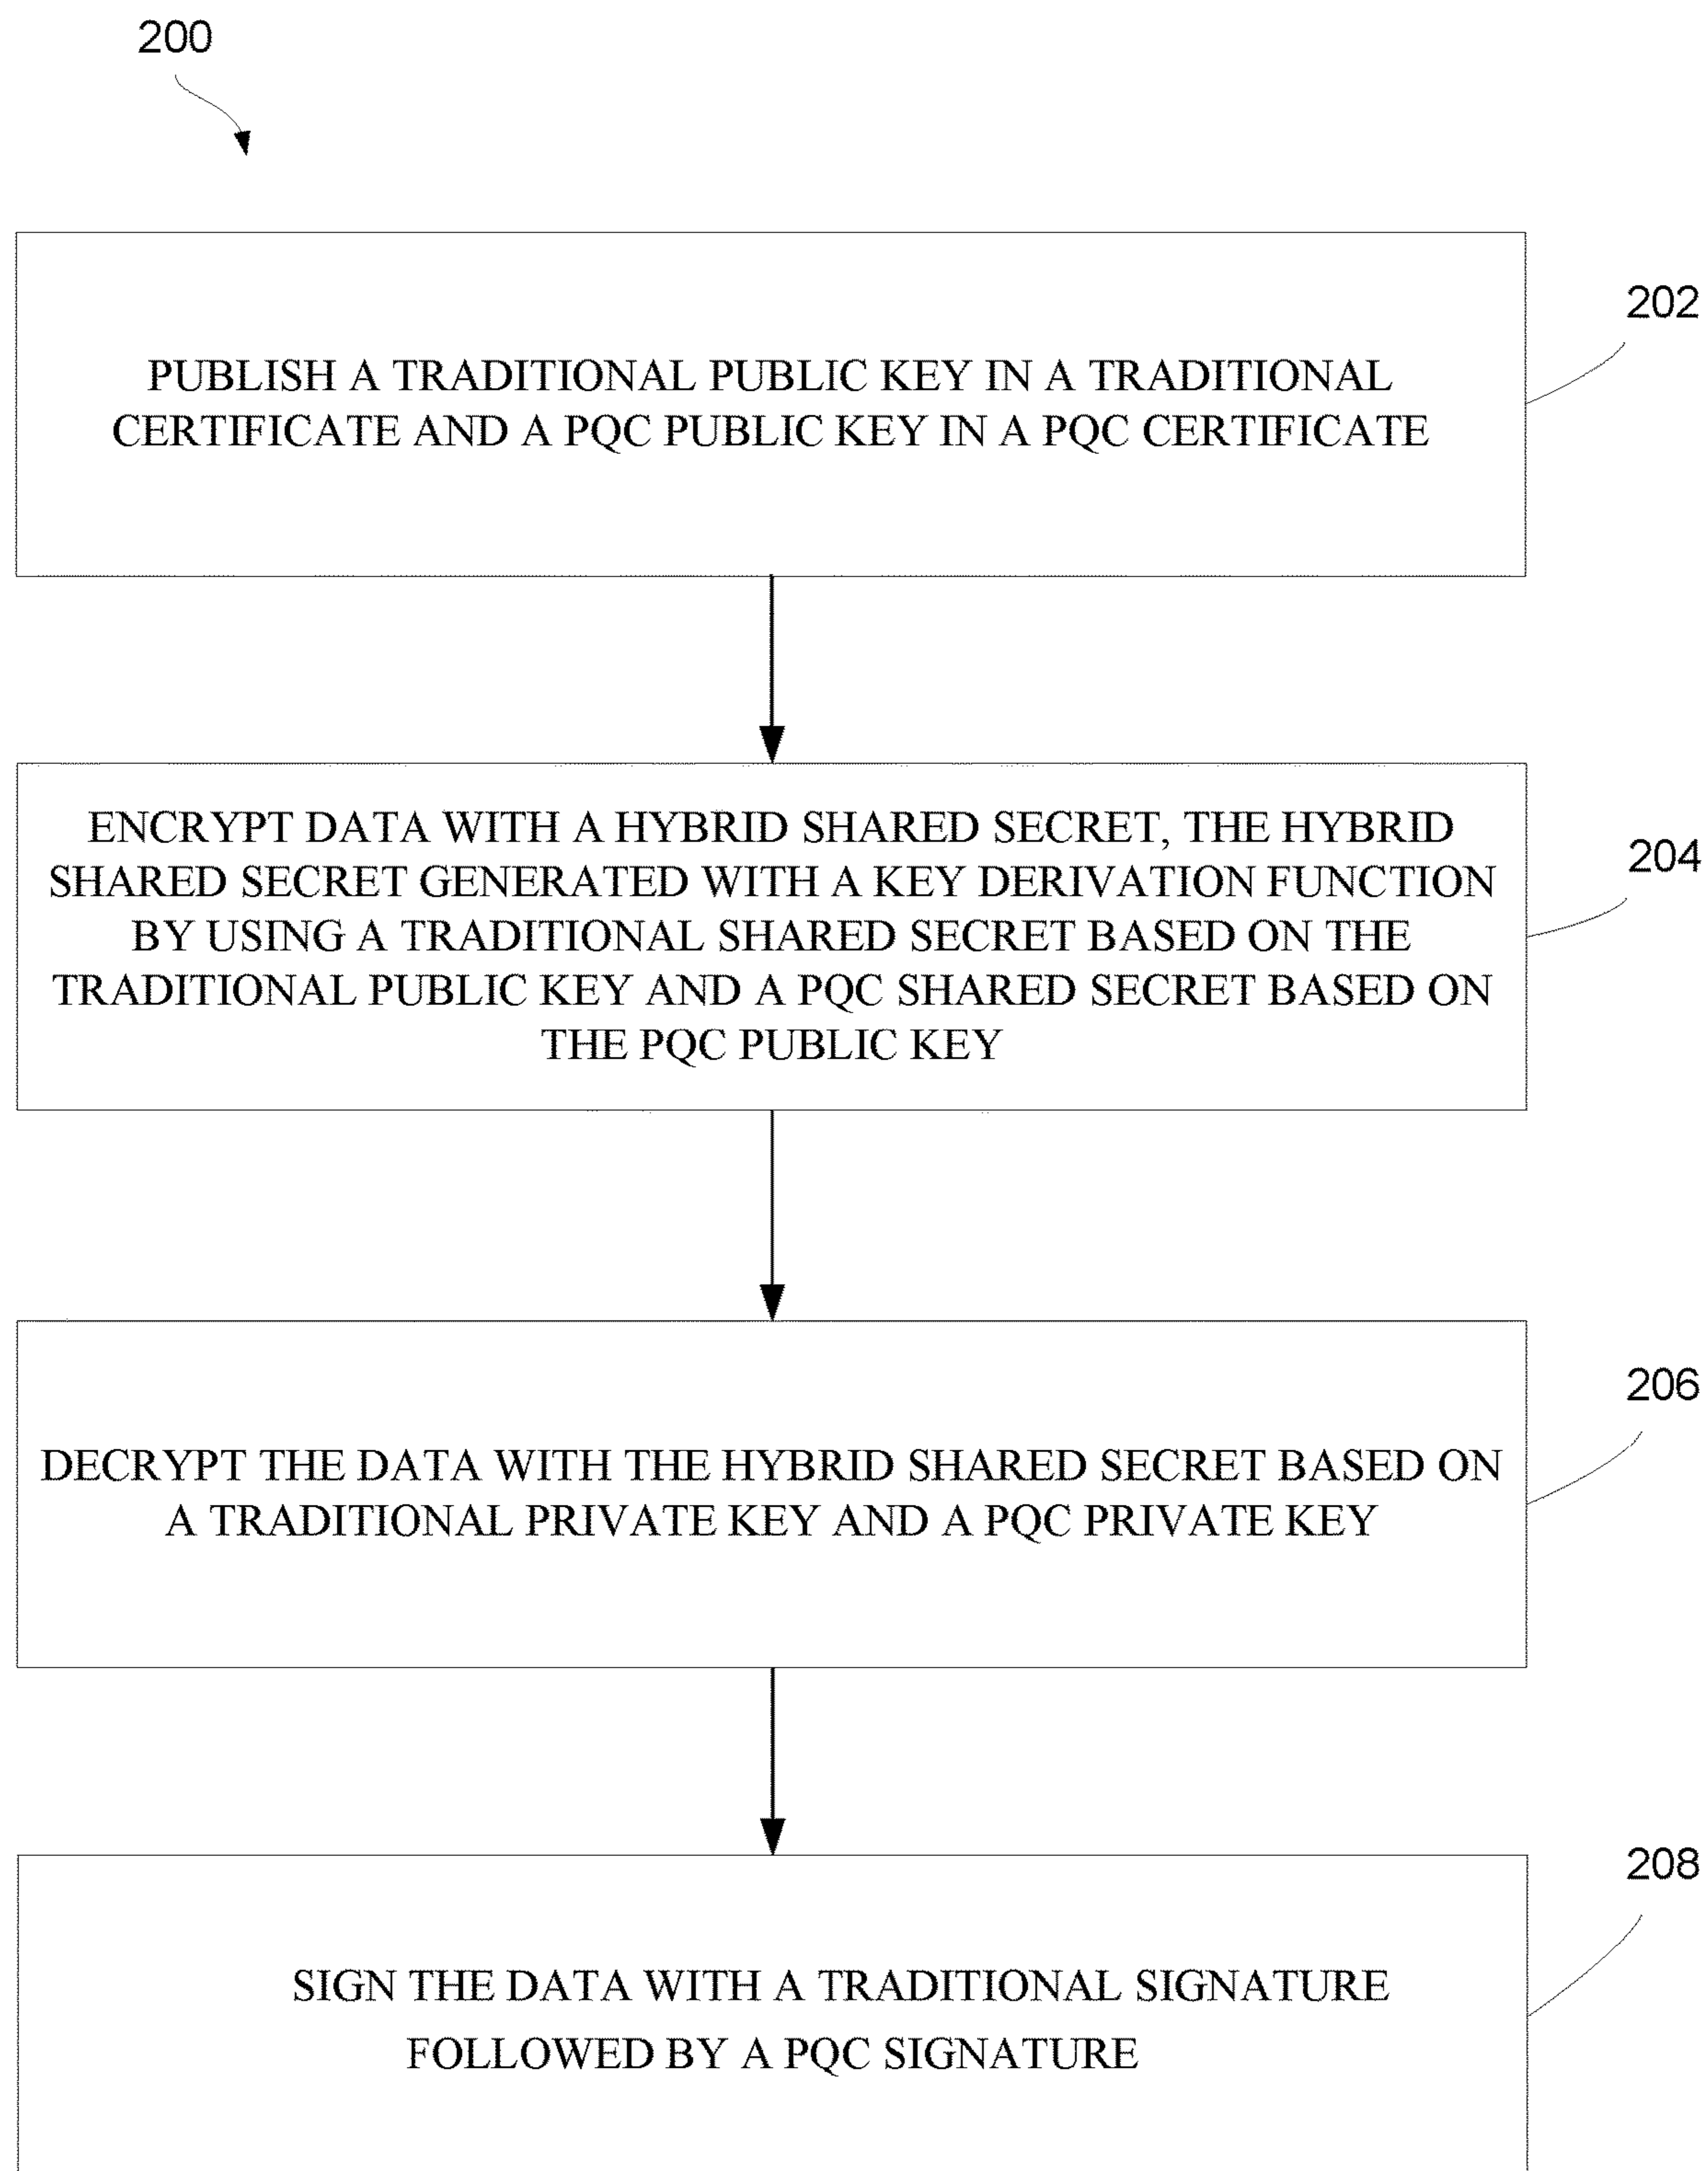 200
202
PUBLISH A TRADITIONAL PUBLIC KEY IN A TRADITIONAL
CERTIFICATE AND A PQC PUBLIC KEY IN A PQC CERTIFICATE
204
ENCRYPT DATA WITH A HYBRID SHARED SECRET, THE HYBRID
SHARED SECRET GENERATED WITH A KEY DERIVATION FUNCTION
BY USING A TRADITIONAL SHARED SECRET BASED ON THE
TRADITIONAL PUBLIC KEY AND A PQC SHARED SECRET BASED ON
THE PQC PUBLIC KEY
206
DECRYPT THE DATA WITH THE HYBRID SHARED SECRET BASED ON
A TRADITIONAL PRIVATE KEY AND A PQC PRIVATE KEY
208
SIGN THE DATA WITH A TRADITIONAL SIGNATURE
FOLLOWED BY A PQC SIGNATURE